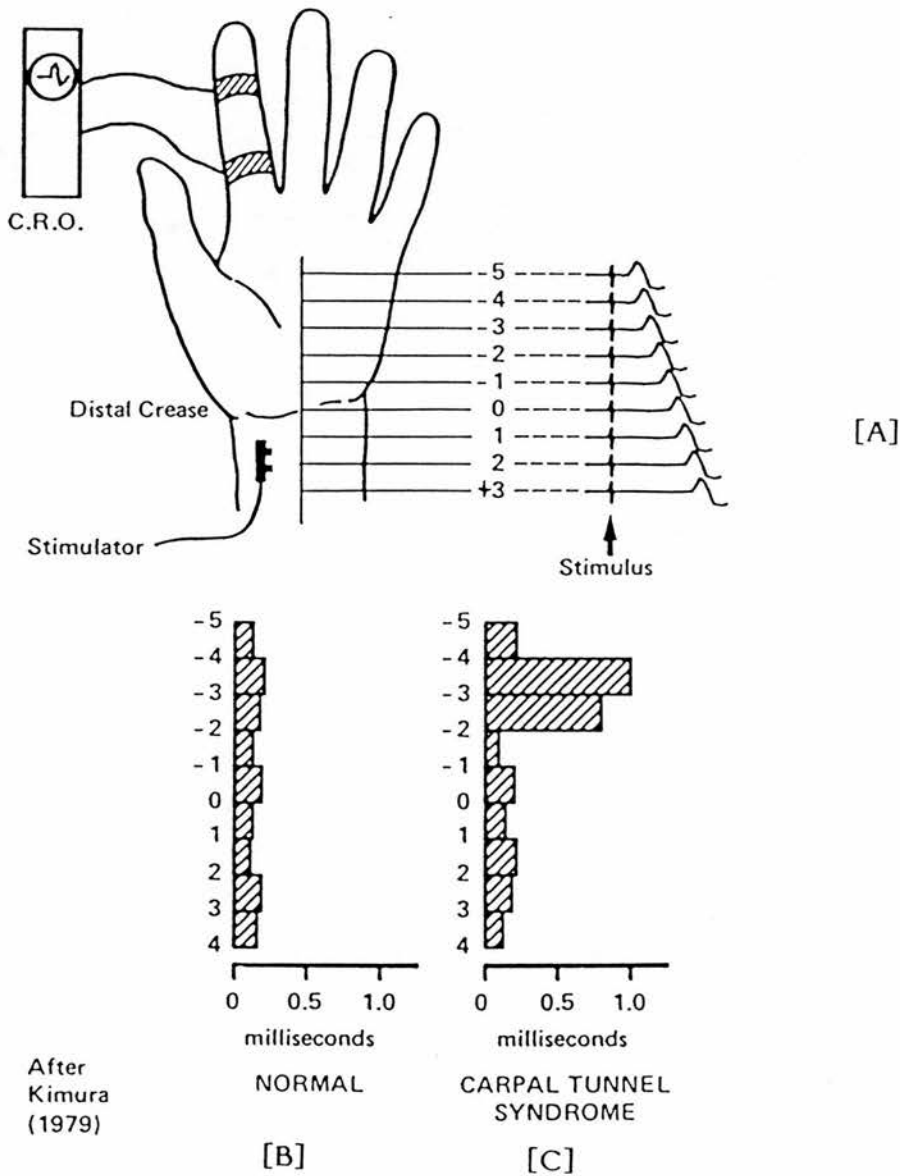 C.R.O.
-5
-4
-3
-2
-1
0
1
2
+3
Distal Crease
[A]
Stimulator
Stimulus
-5
-4
-3
-2
-1
0
1
2
3
4
0 0.5 1.0
milliseconds
NORMAL
[B]
-5
-4
-3
-2
-1
0
1
2
3
4
0 0.5 1.0
milliseconds
CARPAL TUNNEL
SYNDROME
[C]
After
Kimura
(1979)